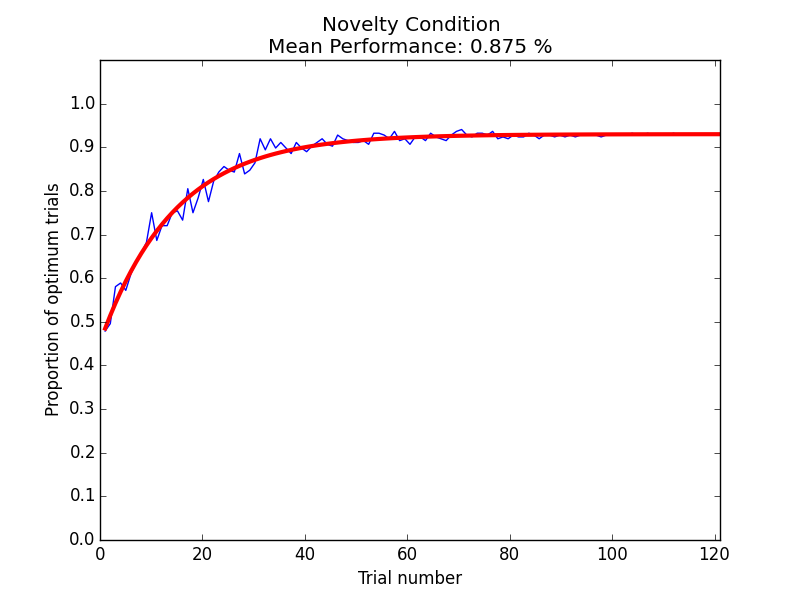 Novelty Condition
Mean Performance: 0.875 %
1.0
0.9
0.8
0.7
0.6
0.5
0.4
0.3
0.2
0.1
0.0
Proportion of optimum trials
0 20 40 60 80 100 120
Trial number